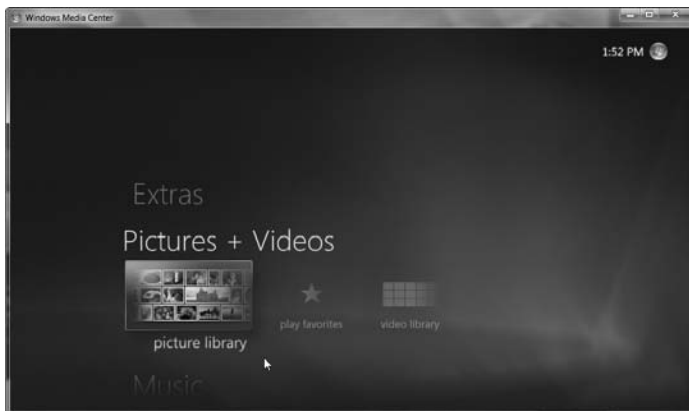 Windows Media Center
1:52 PM
Extras
Pictures + Videos
picture library
play favorites
video library
Music